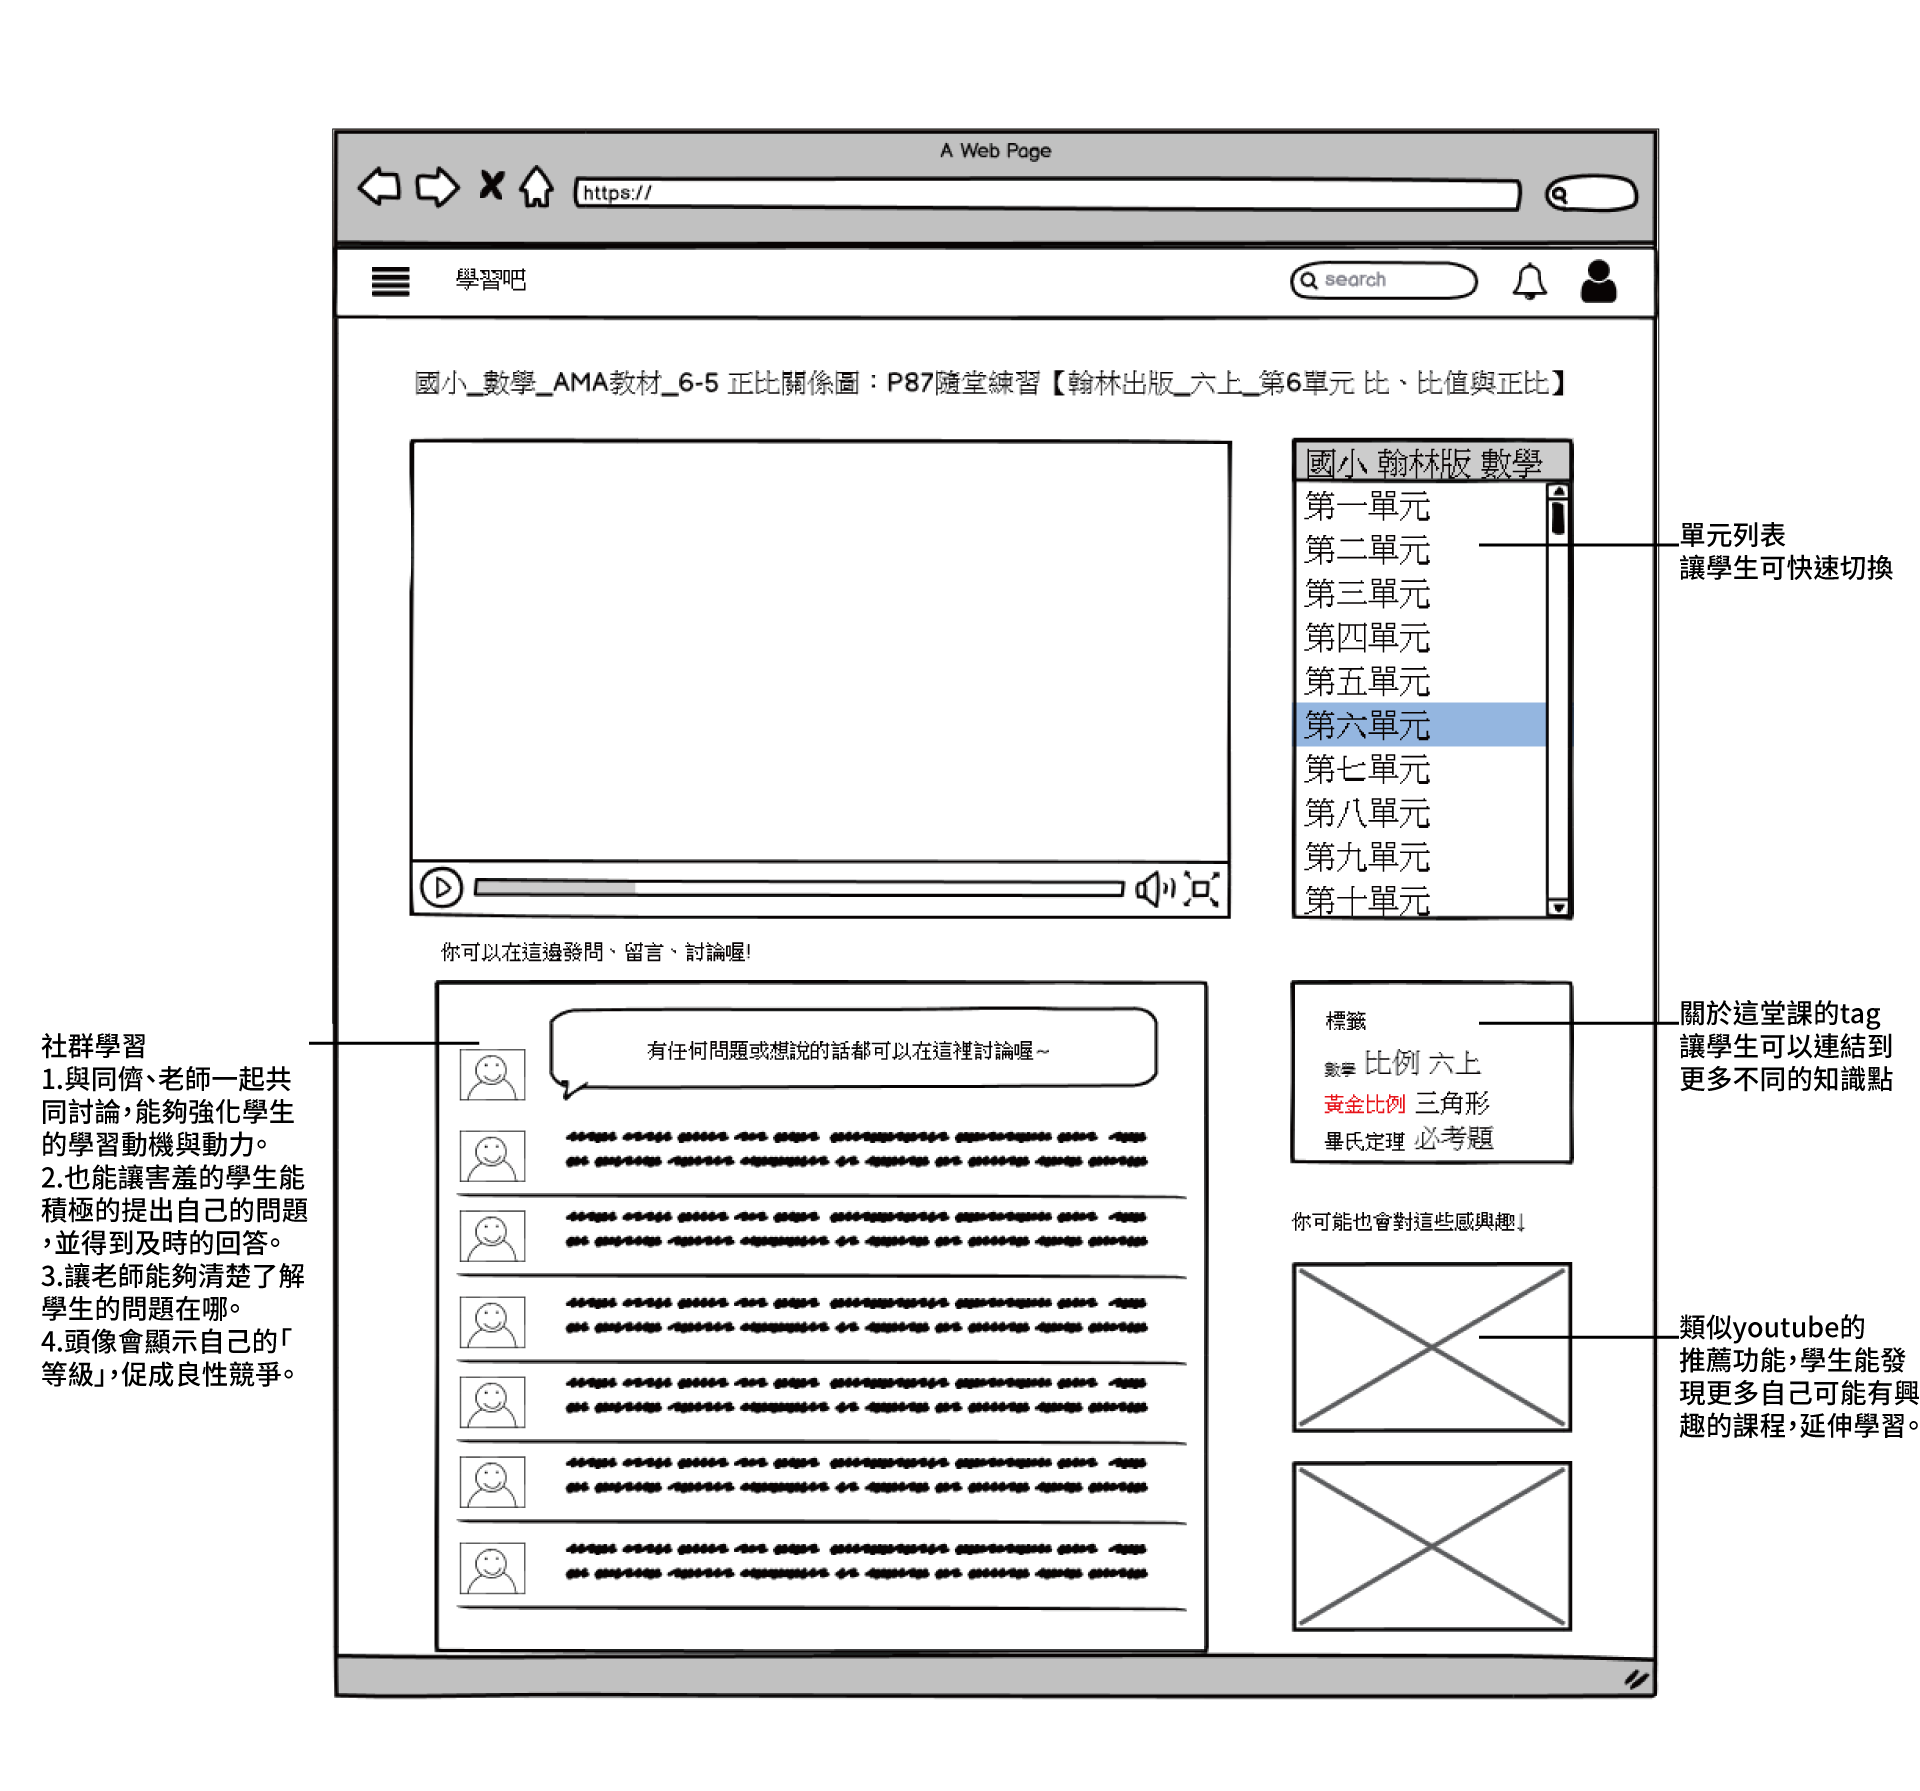 A Web Page
https://
學習吧
search
國小_數學_AMA教材_6-5 正比關係圖：P87隨堂練習【翰林出版_六上_第6單元 比、比值與正比】
國小 翰林版 數學
第一單元
第二單元
第三單元
第四單元
第五單元
第六單元
第七單元
第八單元
第九單元
第十單元
單元列表
讓學生可快速切換
你可以在這邊發問、留言、討論喔!
有任何問題或想說的話都可以在這裡討論喔~
社群學習
1.與同儕、老師一起共
同討論，能夠強化學生
的學習動機與動力。
2.也能讓害羞的學生能
積極的提出自己的問題
，並得到及時的回答。
3.讓老師能夠清楚了解
學生的問題在哪。
4.頭像會顯示自己的「
等級」，促成良性競爭。
標籤
數學 比例 六上
黃金比例 三角形
畢氏定理 必考題
關於這堂課的tag
讓學生可以連結到
更多不同的知識點
你可能也會對這些感興趣↓
類似youtube的
推薦功能，學生能發
現更多自己可能有興
趣的課程，延伸學習。